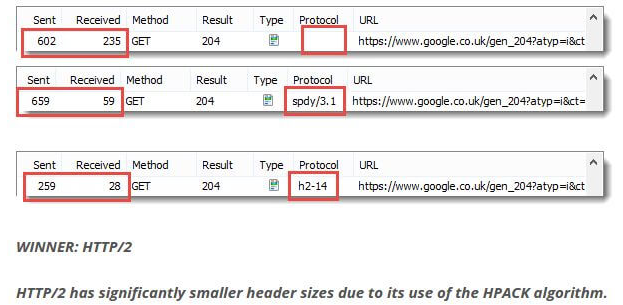 Sent Received Method Result Type Protocol URL
602 235 GET 204 https://www.google.co.uk/gen_204?atyp=i&ct
Sent Received Method Result Type Protocol URL
659 59 GET 204 spdy/3.1 https://www.google.co.uk/gen_204?atyp=i&ct=
Sent Received Method Result Type Protocol URL
259 28 GET 204 h2-14 https://www.google.co.uk/gen_204?atyp=i&ct
WINNER: HTTP/2
HTTP/2 has significantly smaller header sizes due to its use of the HPACK algorithm.